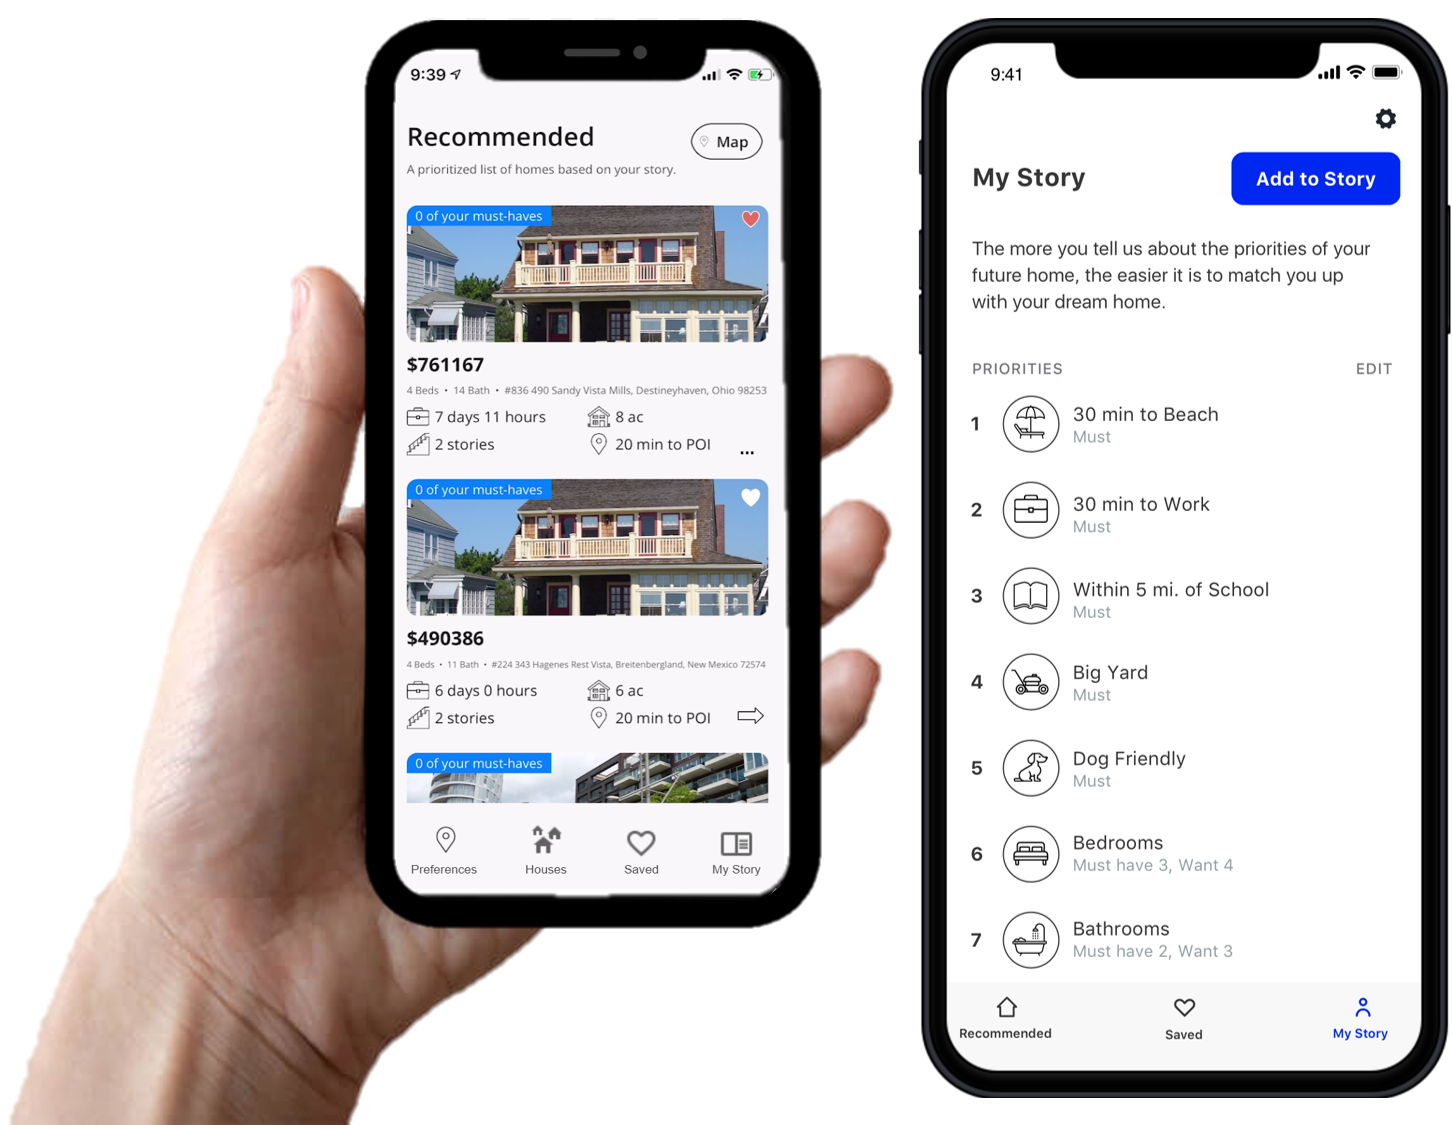 9:39
Recommended
Map
A prioritized list of homes based on your story.
0 of your must-haves
$761167
4 Beds • 14 Bath • #836 490 Sandy Vista Mills, Destineyhaven, Ohio 98253
7 days 11 hours
8 ac
2 stories
20 min to POI
...
0 of your must-haves
$490386
4 Beds • 11 Bath • #224 343 Hagenes Rest Vista, Breitenbergland, New Mexico 72574
6 days 0 hours
6 ac
2 stories
20 min to POI
0 of your must-haves
Preferences
Houses
Saved
My Story
9:41
My Story
Add to Story
The more you tell us about the priorities of your
future home, the easier it is to match you up
with your dream home.
PRIORITIES
EDIT
1
30 min to Beach
Must
2
30 min to Work
Must
3
Within 5 mi. of School
Must
4
Big Yard
Must
5
Dog Friendly
Must
6
Bedrooms
Must have 3, Want 4
7
Bathrooms
Must have 2, Want 3
Recommended
Saved
My Story